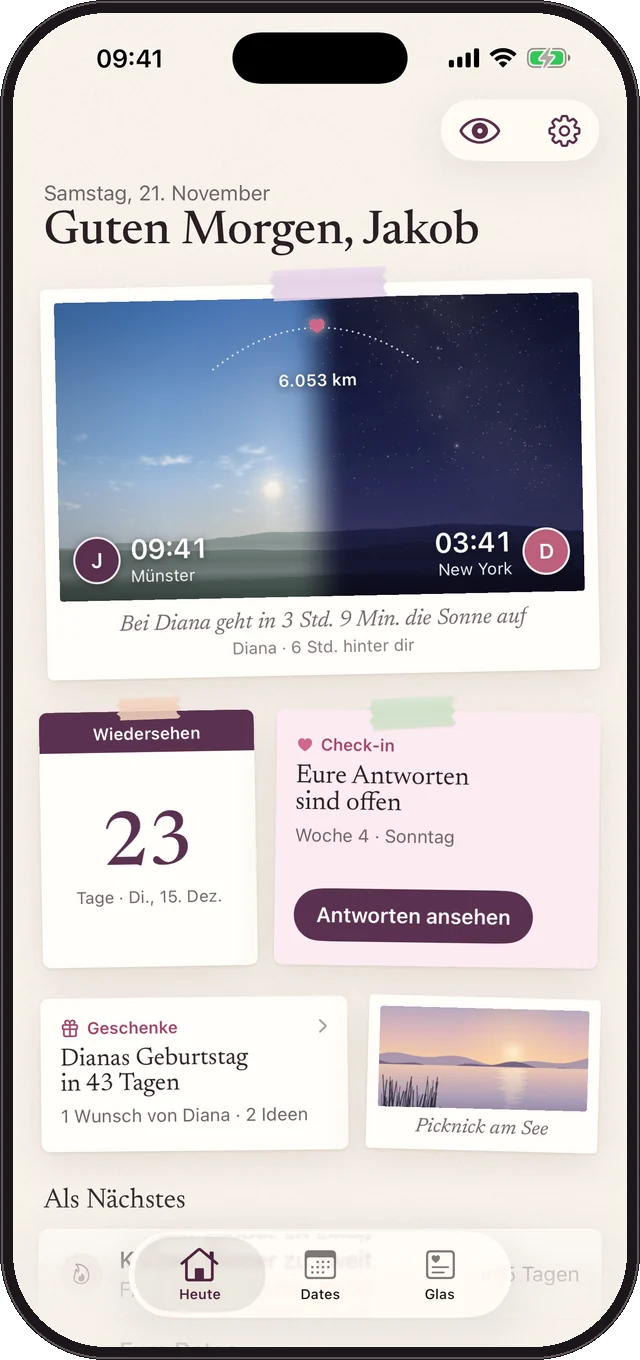 09:41
Samstag, 21. November
Guten Morgen, Jakob
6.053 km
J
09:41
Münster
03:41
New York
D
Bei Diana geht in 3 Std. 9 Min. die Sonne auf
Diana · 6 Std. hinter dir
Wiedersehen
23
Tage · Di., 15. Dez.
Check-in
Eure Antworten
sind offen
Woche 4 · Sonntag
Antworten ansehen
Geschenke
Dianas Geburtstag
in 43 Tagen
1 Wunsch von Diana · 2 Ideen
Picknick am See
Als Nächstes
Tagen
Heute
Dates
Glas